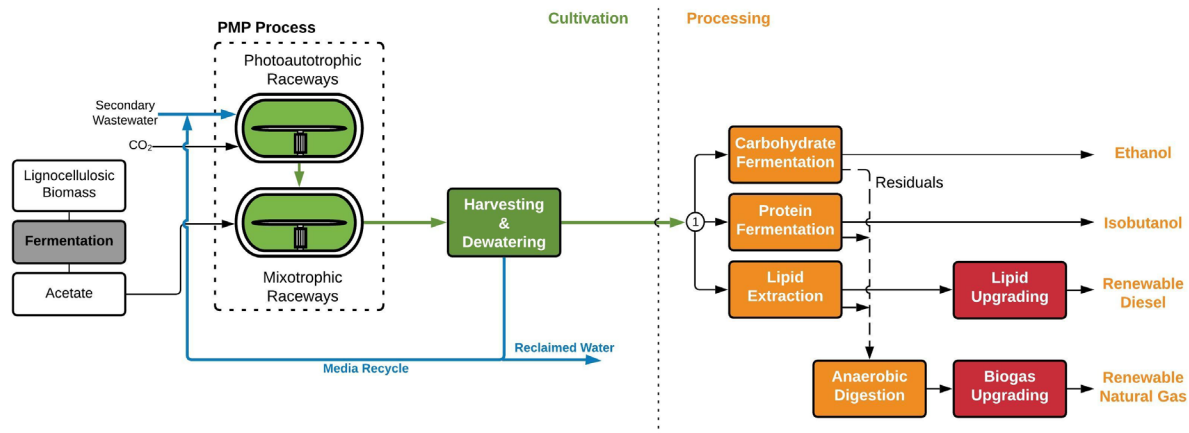 Cultivation
Processing
PMP Process
Photoautotrophic
Raceways
Secondary
Wastewater
CO₂
Lignocellulosic
Biomass
Fermentation
Acetate
Mixotrophic
Raceways
Harvesting
&
Dewatering
Media Recycle
Reclaimed Water
1
Carbohydrate
Fermentation
Ethanol
Residuals
Protein
Fermentation
Isobutanol
Lipid
Extraction
Lipid
Upgrading
Renewable
Diesel
Anaerobic
Digestion
Biogas
Upgrading
Renewable
Natural Gas